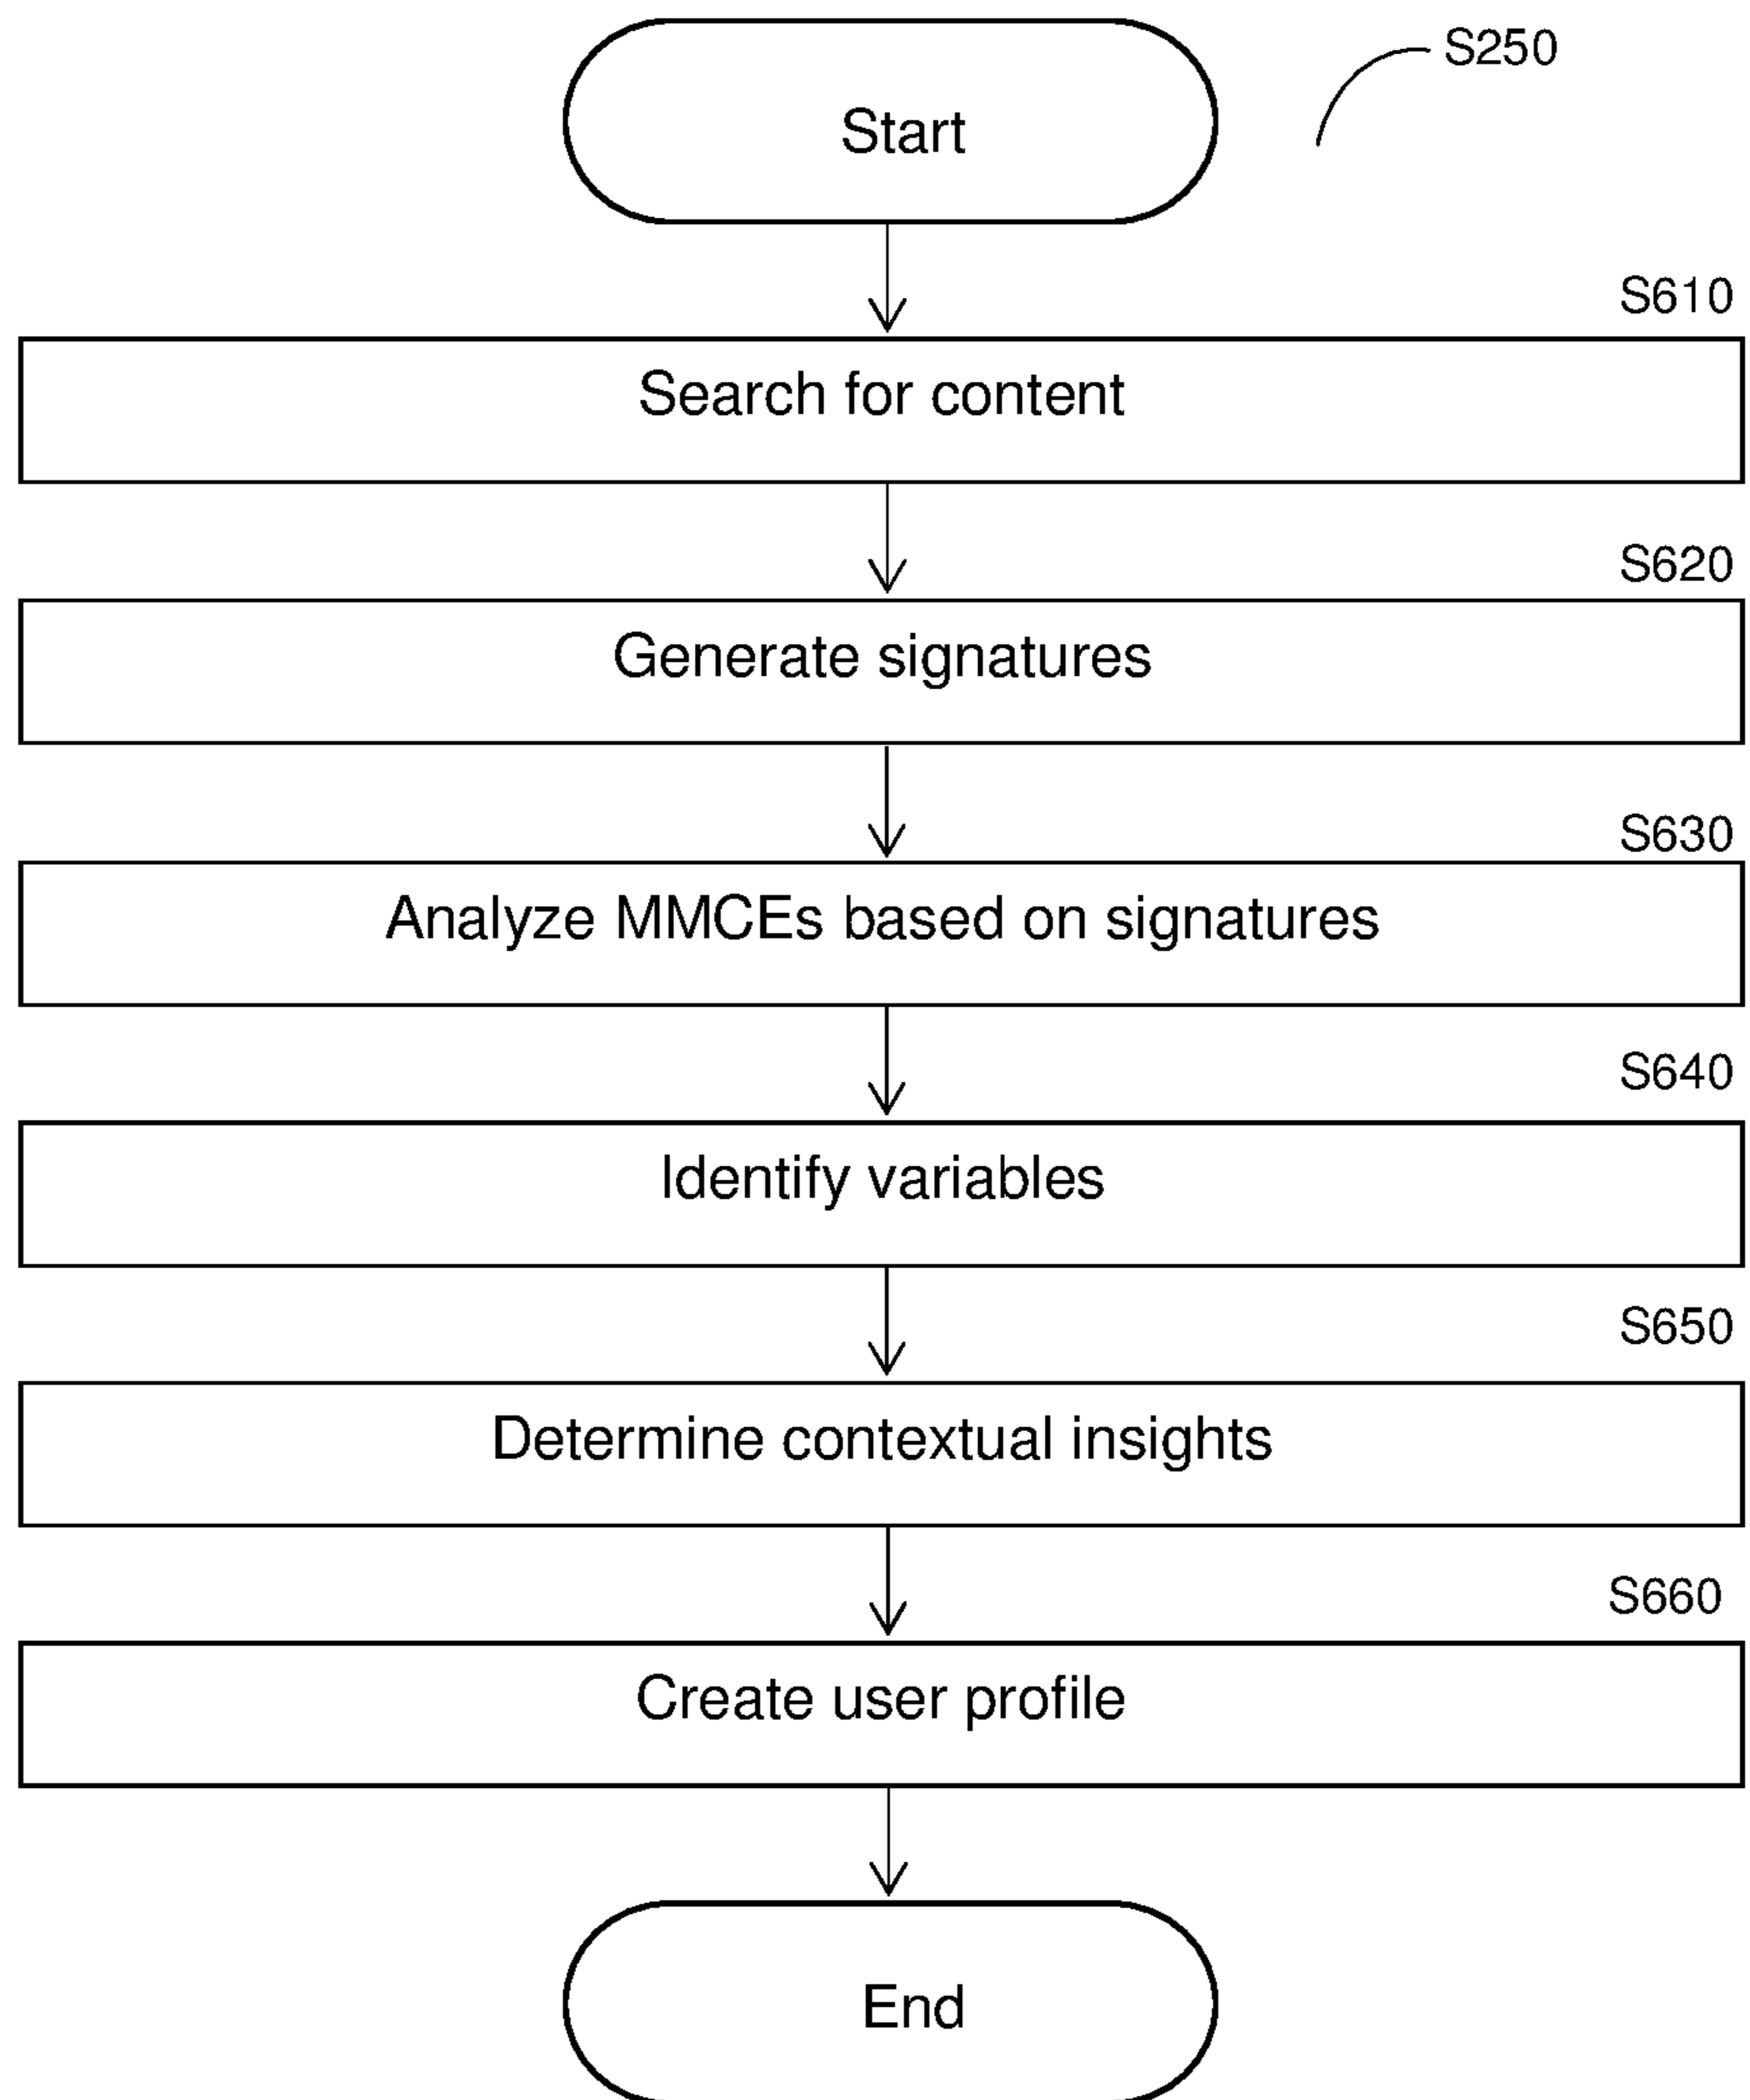 S250
Start
S610
Search for content
S620
Generate signatures
S630
Analyze MMCEs based on signatures
S640
Identify variables
S650
Determine contextual insights
S660
Create user profile
End